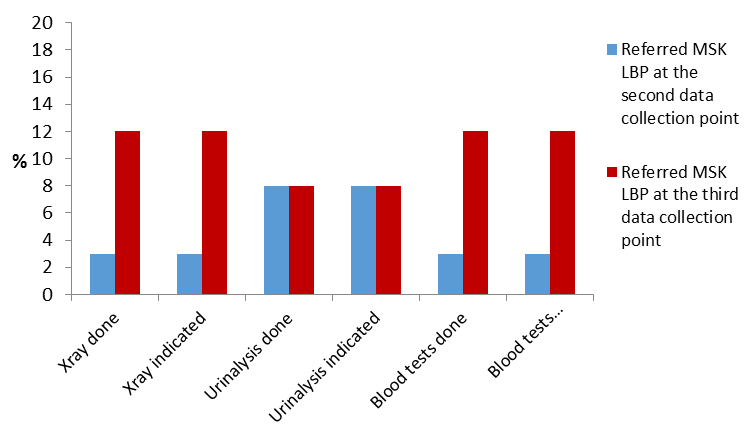 20
18
16
14
12
10
8
6
4
2
0
%
Xray done
Xray indicated
Urinalysis done
Urinalysis indicated
Blood tests done
Blood tests...
Referred MSK
LBP at the
second data
collection point
Referred MSK
LBP at the third
data collection
point